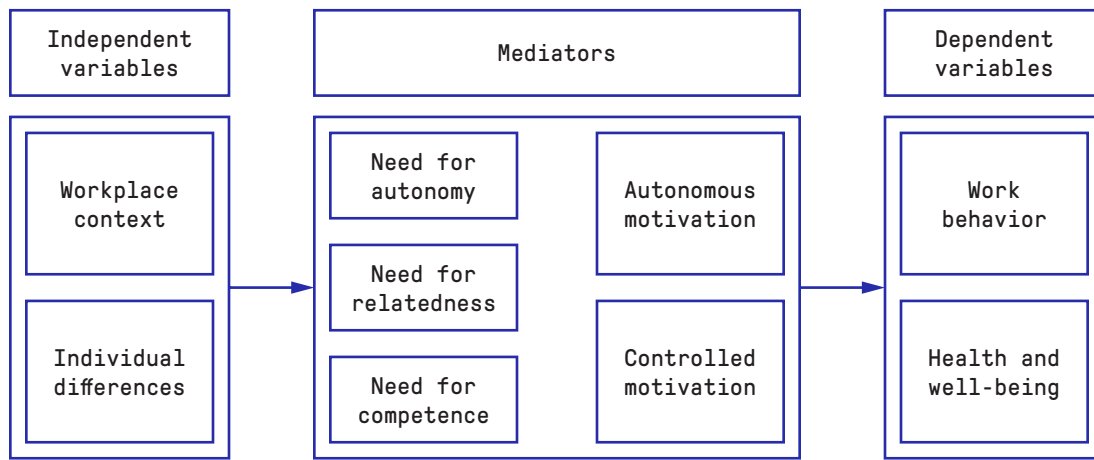 Independent
variables
Mediators
Dependent
variables
Workplace
context
Individual
differences
Need for
autonomy
Need for
relatedness
Need for
competence
Autonomous
motivation
Controlled
motivation
Work
behavior
Health and
well-being